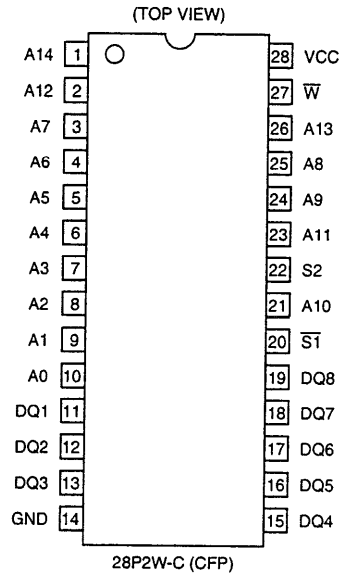 (TOP VIEW)
A14 1 28 VCC
A12 2 27 W̅
A7 3 26 A13
A6 4 25 A8
A5 5 24 A9
A4 6 23 A11
A3 7 22 S2
A2 8 21 A10
A1 9 20 S̅1̅
A0 10 19 DQ8
DQ1 11 18 DQ7
DQ2 12 17 DQ6
DQ3 13 16 DQ5
GND 14 15 DQ4
28P2W-C (CFP)